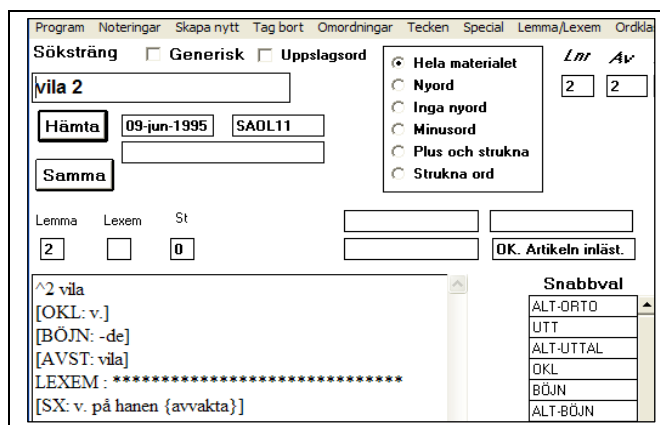 Program Noteringar Skapa nytt Tag bort Omordningar Tecken Special Lemma/Lexem Ordkla
Söksträng Generisk Uppslagsord
vila 2
Hela materialet
Nyord
Inga nyord
Minusord
Plus och strukna
Strukna ord
Lnr Av
2 2
Hämta 09-jun-1995 SAOL11
Samma
Lemma Lexem St
2 0
OK. Artikeln inläst.
^2 vila
[OKL: v.]
[BÖJN: -de]
[AVST: vila]
LEXEM : ******************************
[SX: v. på hanen {avvakta}]
Snabbval
ALT-ORTO
UTT
ALT-UTTAL
OKL
BÖJN
ALT-BÖJN